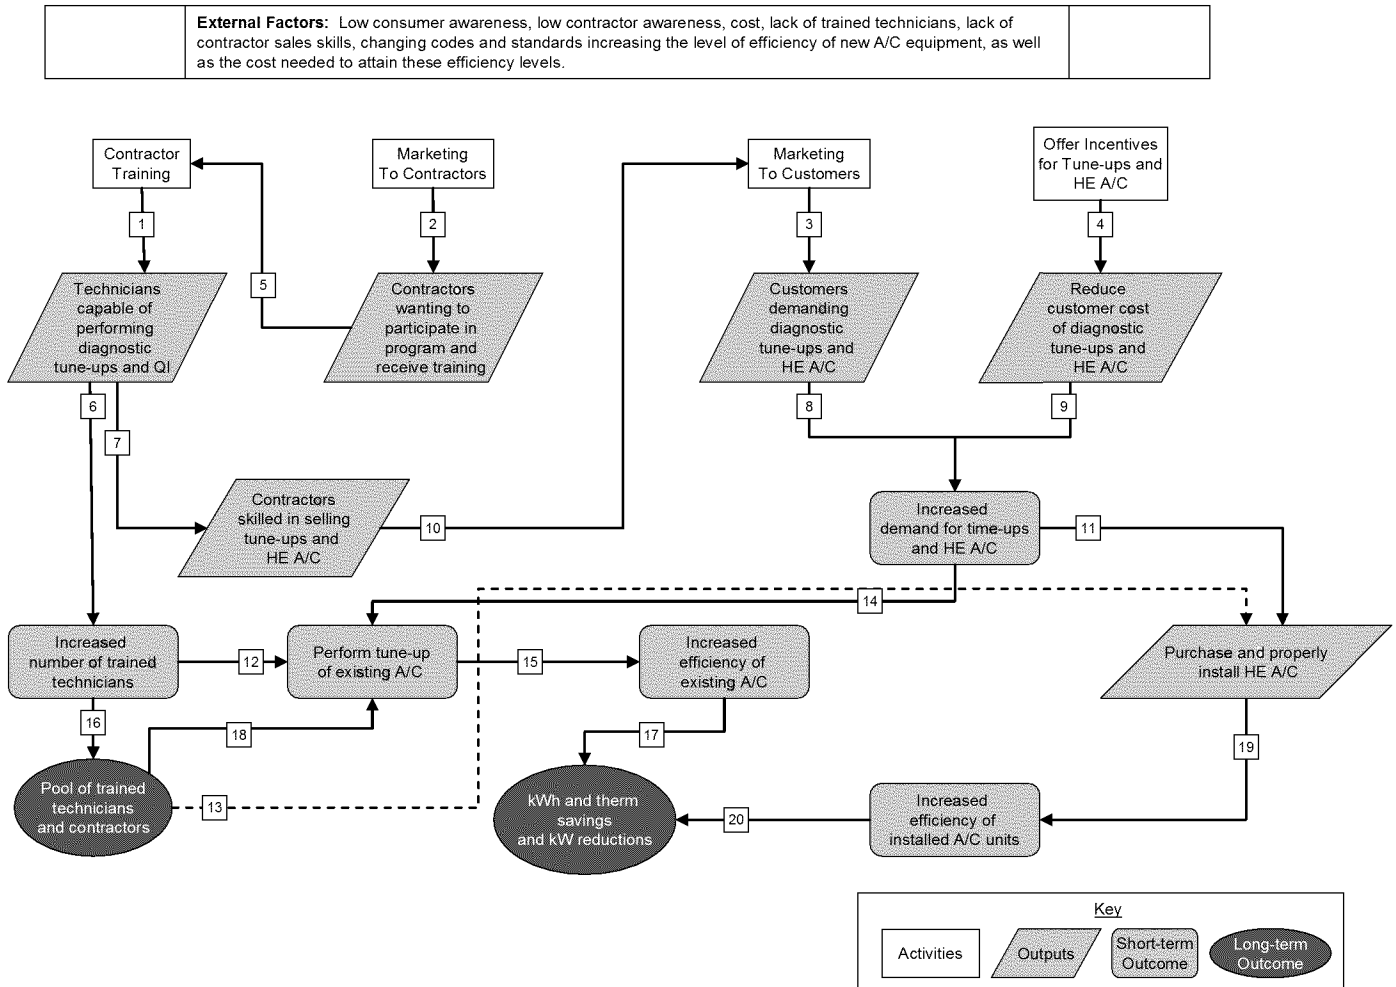 External Factors: Low consumer awareness, low contractor awareness, cost, lack of trained technicians, lack of
contractor sales skills, changing codes and standards increasing the level of efficiency of new A/C equipment, as well
as the cost needed to attain these efficiency levels.
Contractor
Training
Marketing
To Contractors
Marketing
To Customers
Offer Incentives
for Tune-ups and
HE A/C
1
2
3
4
Technicians
capable of
performing
diagnostic
tune-ups and QI
5
Contractors
wanting to
participate in
program and
receive training
Customers
demanding
diagnostic
tune-ups and
HE A/C
Reduce
customer cost
of diagnostic
tune-ups and
HE A/C
6
7
8
9
Contractors
skilled in selling
tune-ups and
HE A/C
10
Increased
demand for time-ups
and HE A/C
11
14
Increased
number of trained
technicians
12
Perform tune-up
of existing A/C
15
Increased
efficiency of
existing A/C
Purchase and properly
install HE A/C
16
18
17
19
Pool of trained
technicians
and contractors
13
kWh and therm
savings
and kW reductions
20
Increased
efficiency of
installed A/C units
Key
Activities
Outputs
Short-term
Outcome
Long-term
Outcome